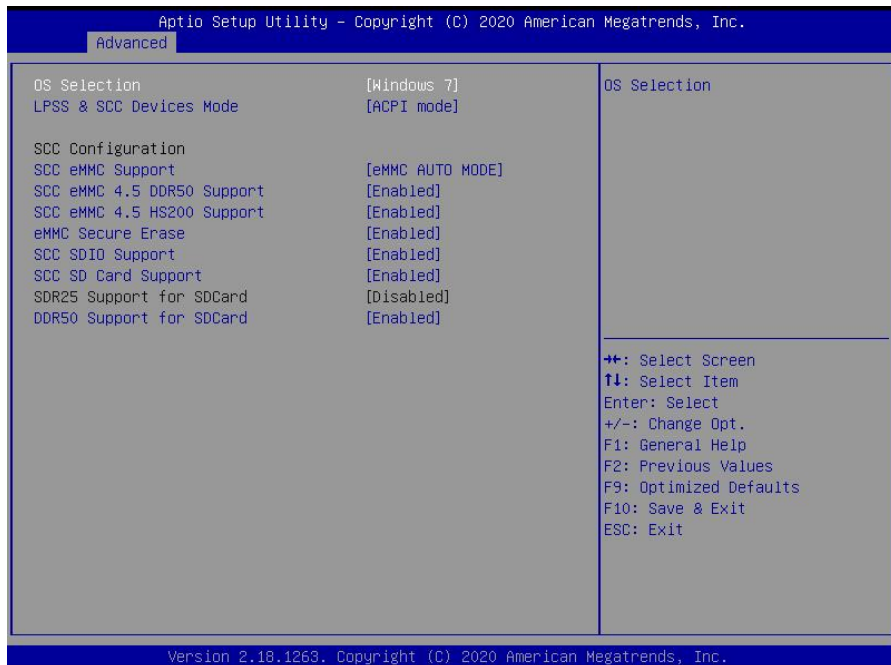 Aptio Setup Utility – Copyright (C) 2020 American Megatrends, Inc.
Advanced
OS Selection [Windows 7]
LPSS & SCC Devices Mode [ACPI mode]
SCC Configuration
SCC eMMC Support [eMMC AUTO MODE]
SCC eMMC 4.5 DDR50 Support [Enabled]
SCC eMMC 4.5 HS200 Support [Enabled]
eMMC Secure Erase [Enabled]
SCC SDIO Support [Enabled]
SCC SD Card Support [Enabled]
SDR25 Support for SDCard [Disabled]
DDR50 Support for SDCard [Enabled]
OS Selection
→←: Select Screen
↑↓: Select Item
Enter: Select
+/-: Change Opt.
F1: General Help
F2: Previous Values
F9: Optimized Defaults
F10: Save & Exit
ESC: Exit
Version 2.18.1263. Copyright (C) 2020 American Megatrends, Inc.